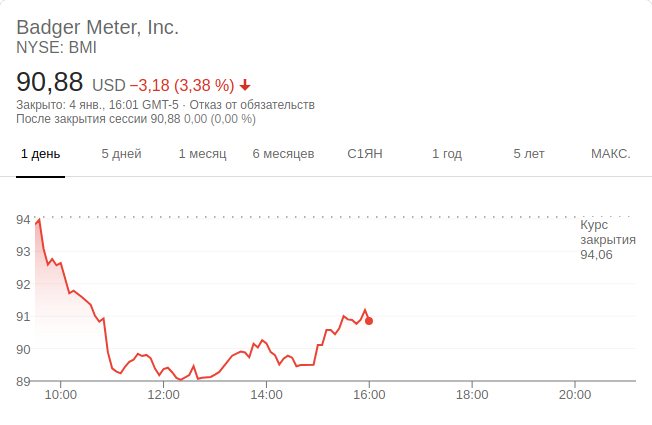 Badger Meter, Inc.
NYSE: BMI
90,88 USD −3,18 (3,38 %)
Закрыто: 4 янв., 16:01 GMT-5 · Отказ от обязательств
После закрытия сессии 90,88 0,00 (0,00 %)
1 день 5 дней 1 месяц 6 месяцев С1ЯН 1 год 5 лет МАКС.
94
Курс
закрытия
94,06
93
92
91
90
89
10:00 12:00 14:00 16:00 18:00 20:00